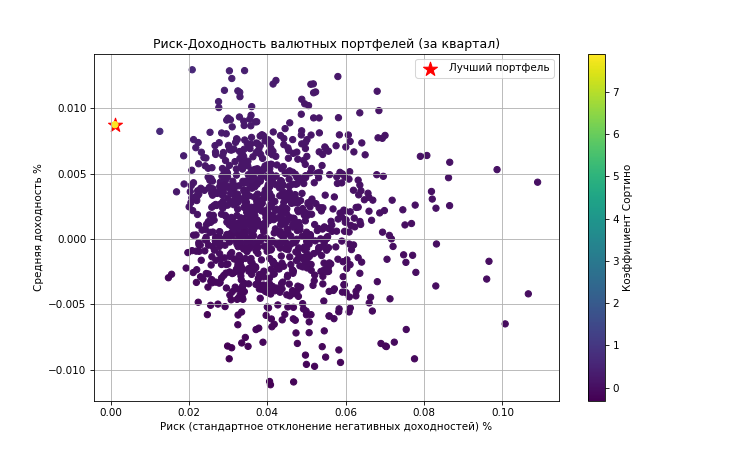 Риск-Доходность валютных портфелей (за квартал)
Лучший портфель
Средняя доходность %
0.010
0.005
0.000
−0.005
−0.010
0.00 0.02 0.04 0.06 0.08 0.10
Риск (стандартное отклонение негативных доходностей) %
7
6
5
4
3
2
1
0
Коэффициент Сортино